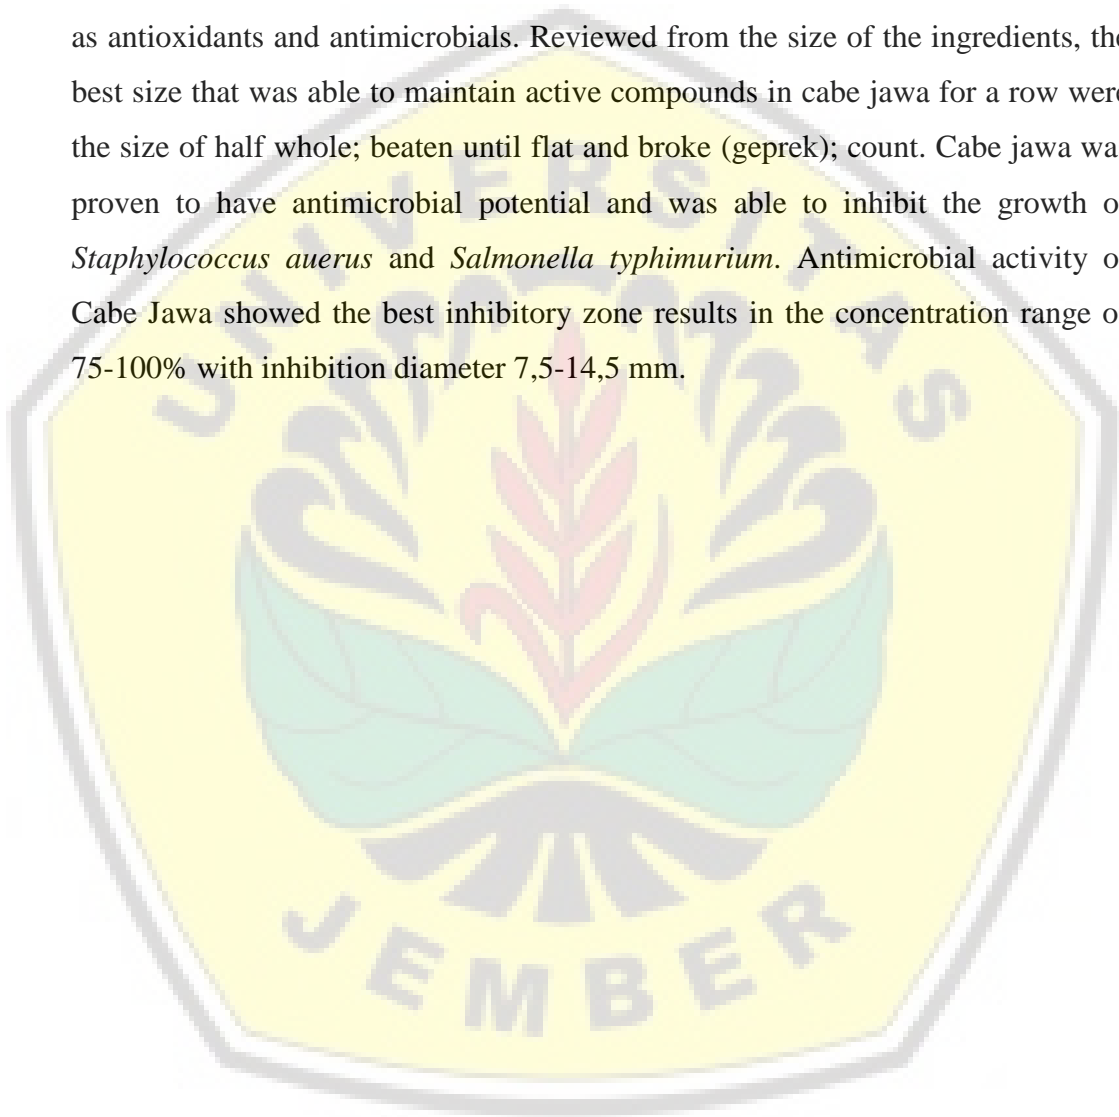 as antioxidants and antimicrobials. Reviewed from the size of the ingredients, the
best size that was able to maintain active compounds in cabe jawa for a row were
the size of half whole; beaten until flat and broke (geprek); count. Cabe jawa wa
proven to have antimicrobial potential and was able to inhibit the growth o
Staphylococcus auerus and Salmonella typhimurium. Antimicrobial activity o
Cabe Jawa showed the best inhibitory zone results in the concentration range o
75-100% with inhibition diameter 7,5-14,5 mm.
UNIVERSITAS
JEMBER